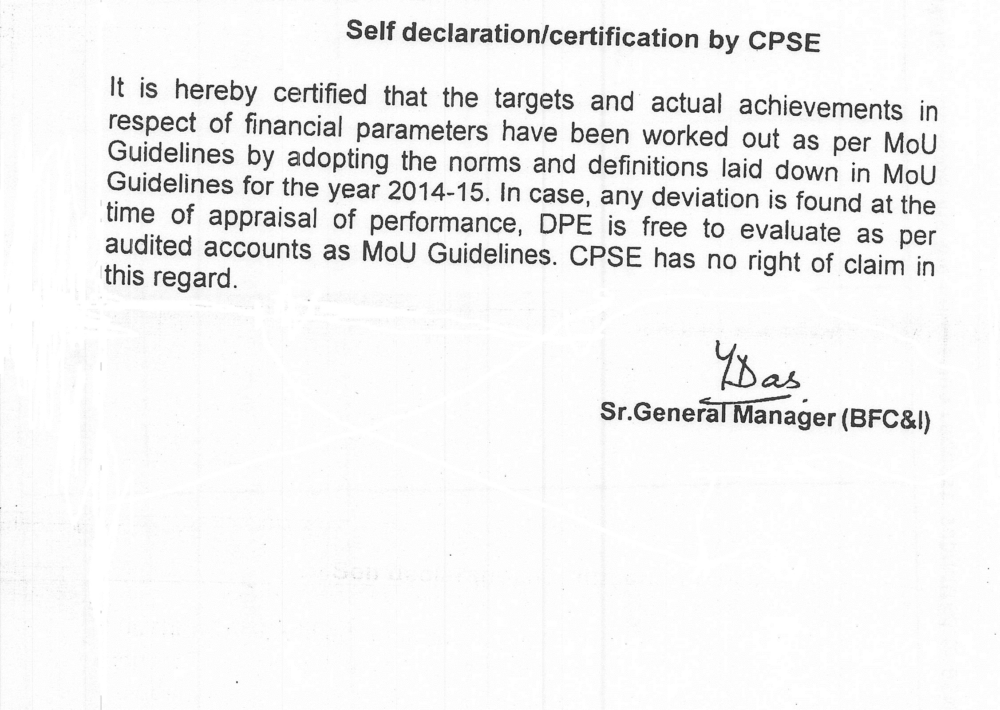 Self declaration/certification by CPSE
It is hereby certified that the targets and actual achievements in
respect of financial parameters have been worked out as per MoU
Guidelines by adopting the norms and definitions laid down in MoU
Guidelines for the year 2014-15. In case, any deviation is found at the
time of appraisal of performance, DPE is free to evaluate as per
audited accounts as MoU Guidelines. CPSE has no right of claim in
this regard.
YDas.
Sr.General Manager (BFC&I)